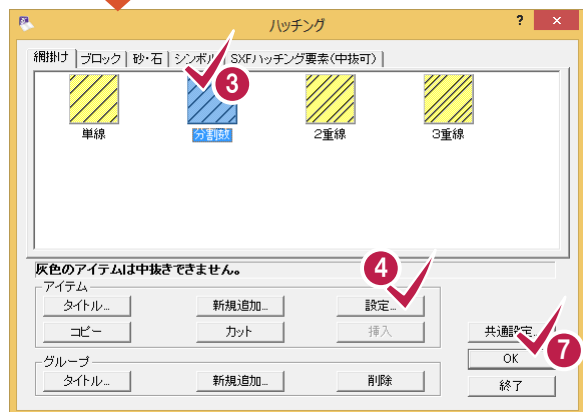 ハッチング
? ×
網掛け ブロック 砂・石 シンボル SXFハッチング要素(中抜可)
3
単線 分割数 2重線 3重線
灰色のアイテムは中抜きできません。
4
アイテム
タイトル... 新規追加... 設定...
コピー カット 挿入 共通設定...
7
グループ OK
タイトル... 新規追加... 削除 終了